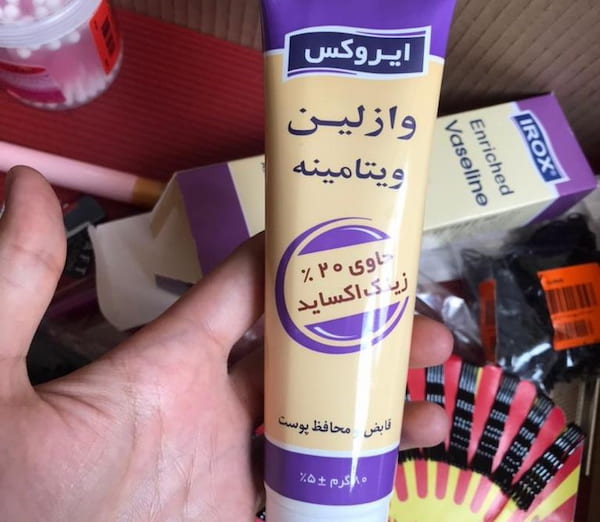 ایروکس
وازلین
ویتامینه
حاوی ۲۰ ٪
زینک اکساید
قابض و محافظ پوست
۸۰ گرم ± ۵٪
IROX
Enriched
Vaseline